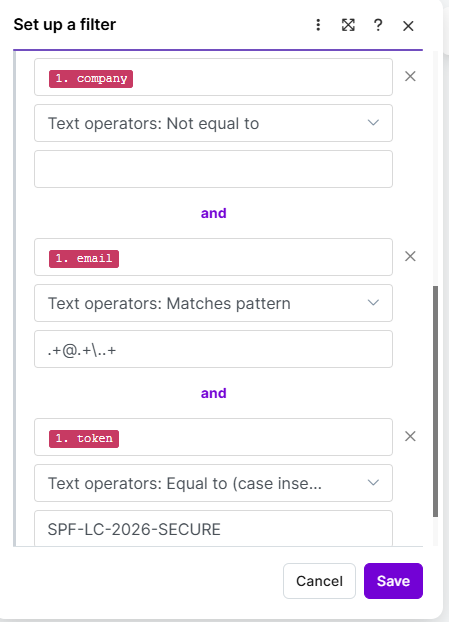 Set up a filter
?
1. company
Text operators: Not equal to
and
1. email
Text operators: Matches pattern
.+@.+\..+
and
1. token
Text operators: Equal to (case inse...
SPF-LC-2026-SECURE
Cancel
Save